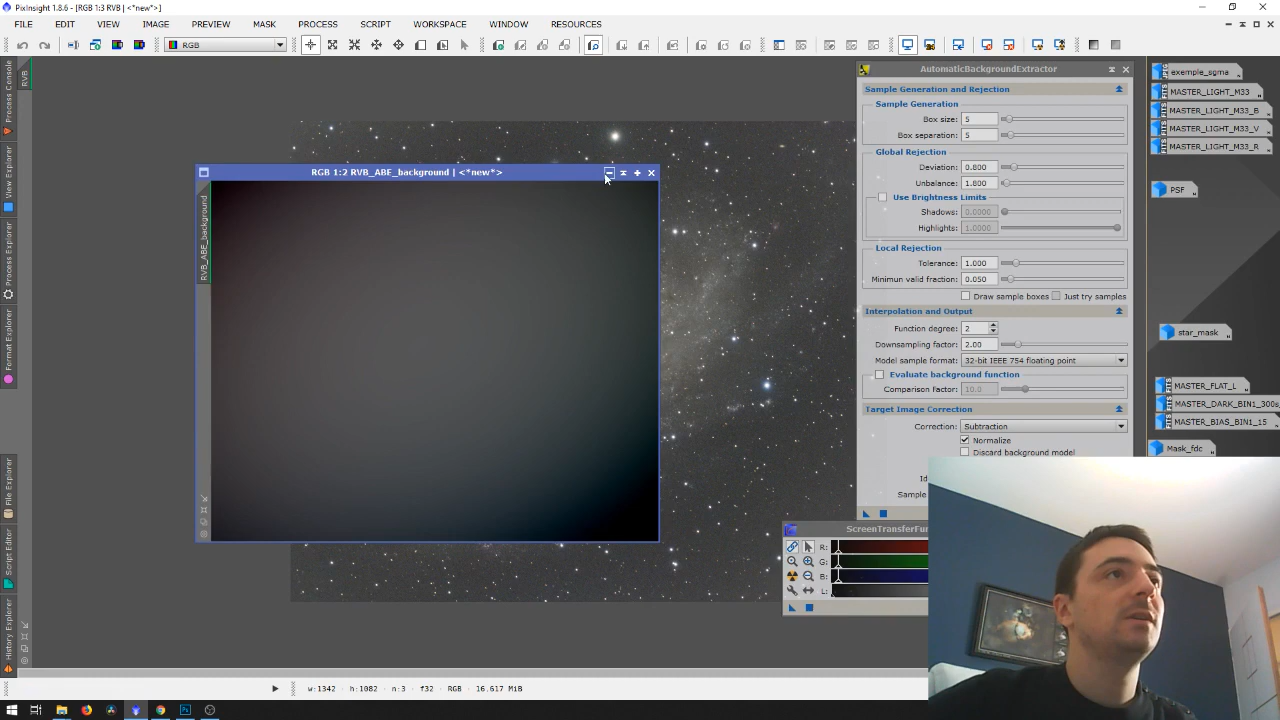 PixInsight 1.8.6 - RGB 1:3 RVB | <*new*>]
FILE EDIT VIEW IMAGE PREVIEW MASK PROCESS SCRIPT WORKSPACE WINDOW RESOURCES
RGB
Process Console
View Explorer
Process Explorer
Format Explorer
File Explorer
Script Editor
History Explorer
RVB
RGB 1:2 RVB_ABE_background | <*new*>
RVB_ABE_background
AutomaticBackgroundExtractor
Sample Generation and Rejection
Sample Generation
Box size: 5
Box separation: 5
Global Rejection
Deviation: 0.800
Unbalance: 1.800
Use Brightness Limits
Shadows: 0.0000
Highlights: 1.0000
Local Rejection
Tolerance: 1.000
Minimun valid fraction: 0.050
Draw sample boxes Just try samples
Interpolation and Output
Function degree: 2
Downsampling factor: 2.00
Model sample format: 32-bit IEEE 754 floating point
Evaluate background function
Comparison Factor: 10.0
Target Image Correction
Correction: Subtraction
Normalize
Discard background model
Sample
ScreenTransferFun
R:
G:
B:
L:
exemple_sgma
MASTER_LIGHT_M33
MASTER_LIGHT_M33_B
MASTER_LIGHT_M33_V
MASTER_LIGHT_M33_R
PSF
star_mask
MASTER_FLAT_L
MASTER_DARK_BIN1_300s
MASTER_BIAS_BIN1_15
Mask_fdc
w:1342 · h:1082 · n:3 · f32 · RGB · 16.617 MiB